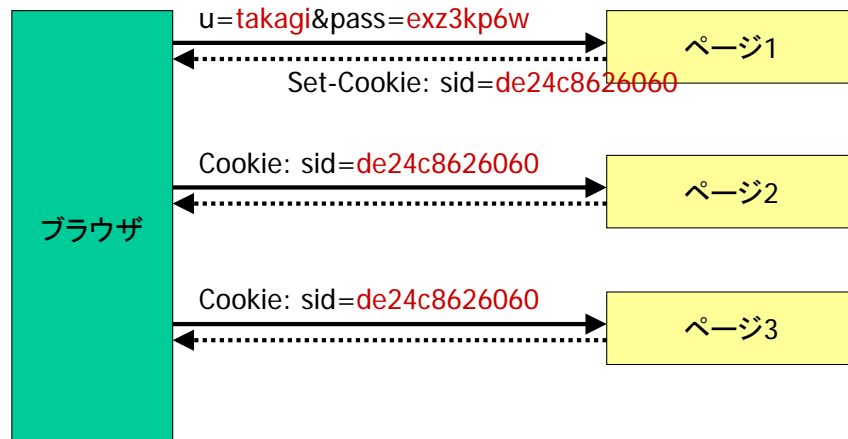 u=takagi&pass=exz3kp6w
ページ1
Set-Cookie: sid=de24c8626060
Cookie: sid=de24c8626060
ページ2
ブラウザ
Cookie: sid=de24c8626060
ページ3